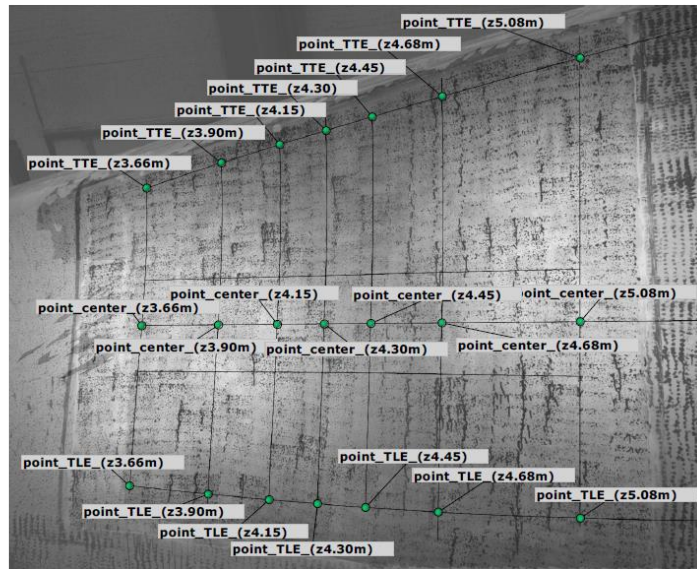 point_TTE_(z5.08m)
point_TTE_(z4.68m)
point_TTE_(z4.45)
point_TTE_(z4.30)
point_TTE_(z4.15)
point_TTE_(z3.90m)
point_TTE_(z3.66m)
point_center_(z4.15)
point_center_(z4.45)
point_center_(z5.08m)
point_center_(z3.66m)
point_center_(z3.90m)
point_center_(z4.30m)
point_center_(z4.68m)
point_TLE_(z3.66m)
point_TLE_(z4.45)
point_TLE_(z4.68m)
point_TLE_(z5.08m)
point_TLE_(z3.90m)
point_TLE_(z4.15)
point_TLE_(z4.30m)